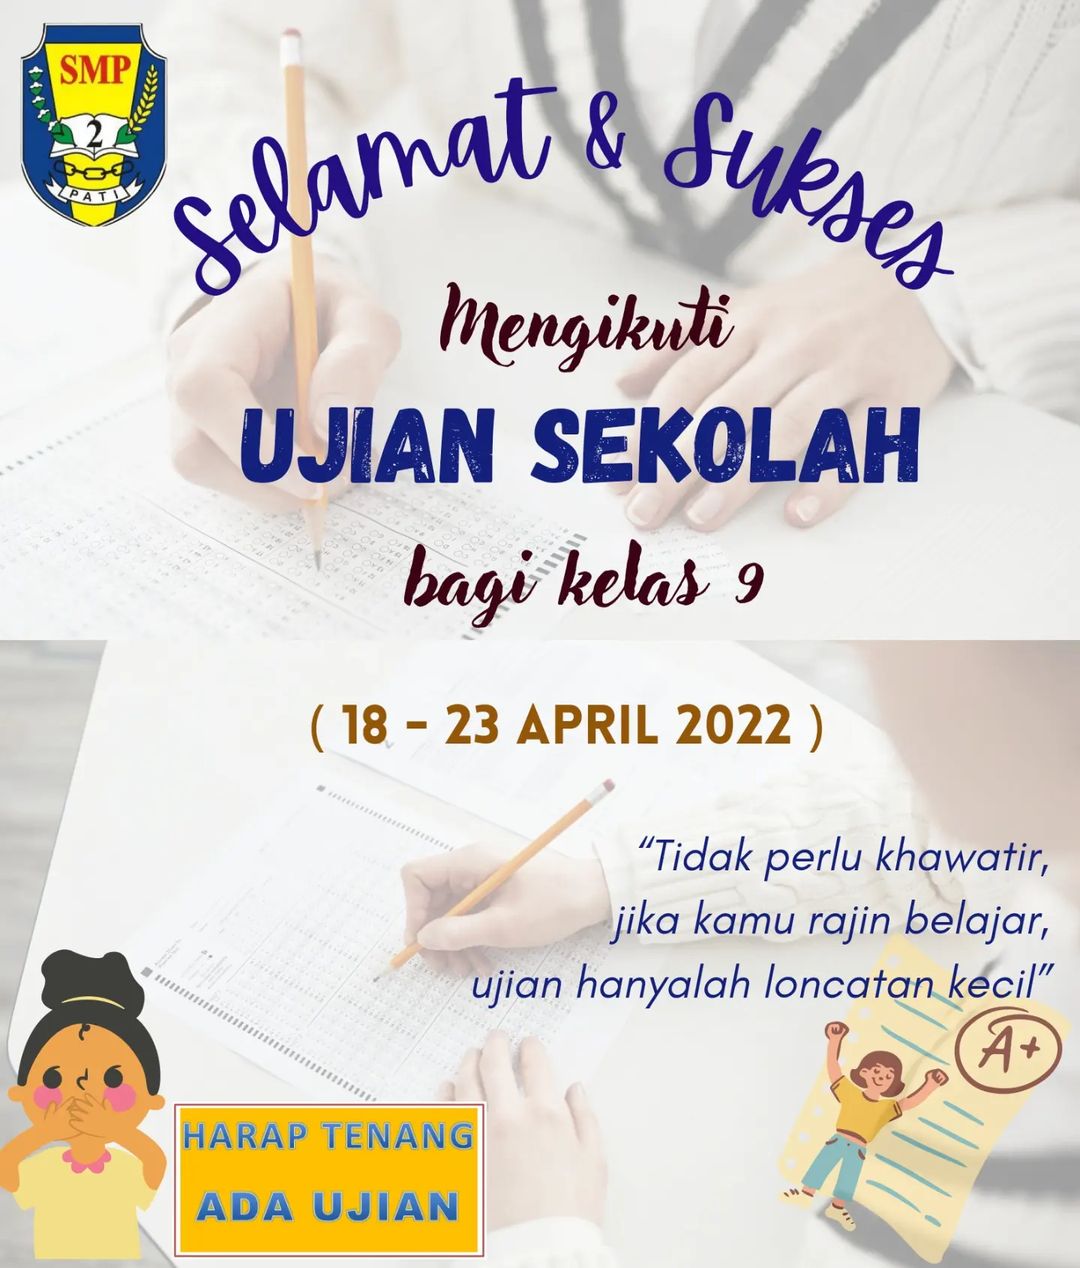 SMP
2
PATI
Selamat & Sukses
Mengikuti
UJIAN SEKOLAH
bagi kelas 9
( 18 - 23 APRIL 2022 )
“Tidak perlu khawatir,
jika kamu rajin belajar,
ujian hanyalah loncatan kecil”
A+
HARAP TENANG
ADA UJIAN